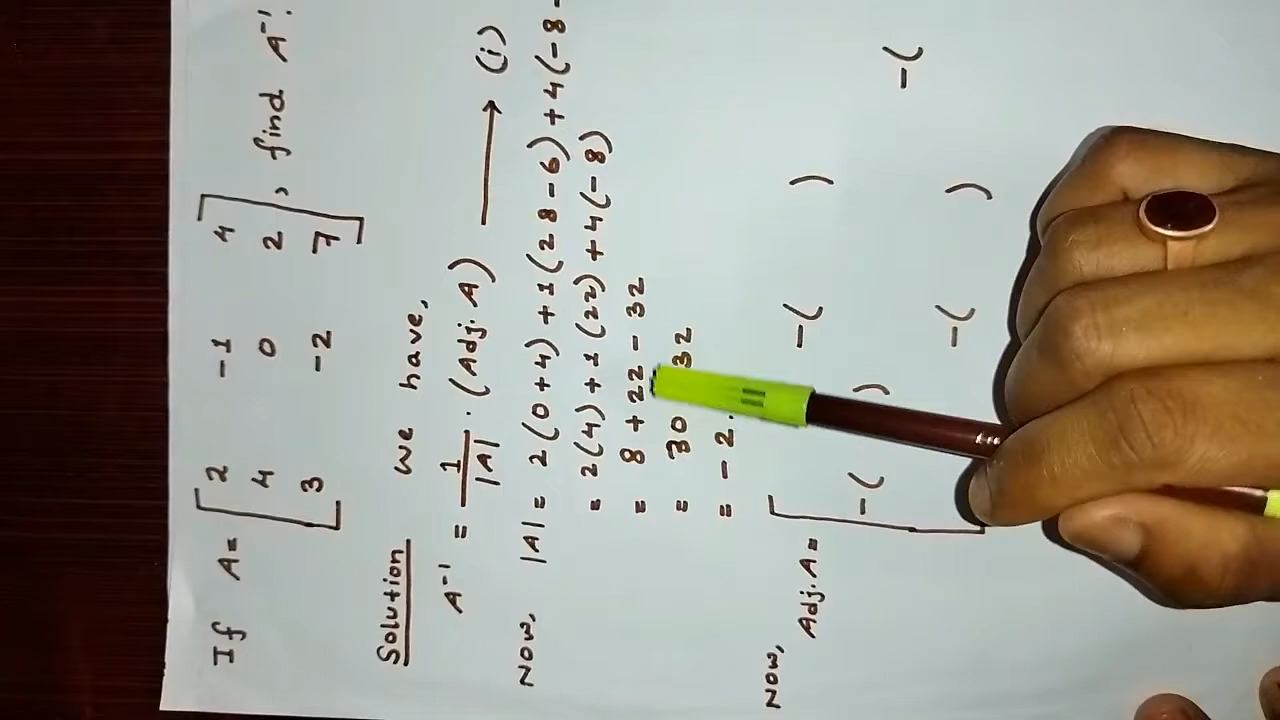 If A = [ 2 -1 4
4 0 2
3 -2 7 ], find A⁻¹.
Solution we have,
A⁻¹ = 1/|A| . (Adj. A) ⟶ (i)
Now, |A| = 2(0+4)+1(28-6)+4(-8-
= 2(4)+1(22)+4(-8)
= 8+22-32
= 30 32
= -2.
Now,
Adj. A = [ -( )
-( ) -(
-( )